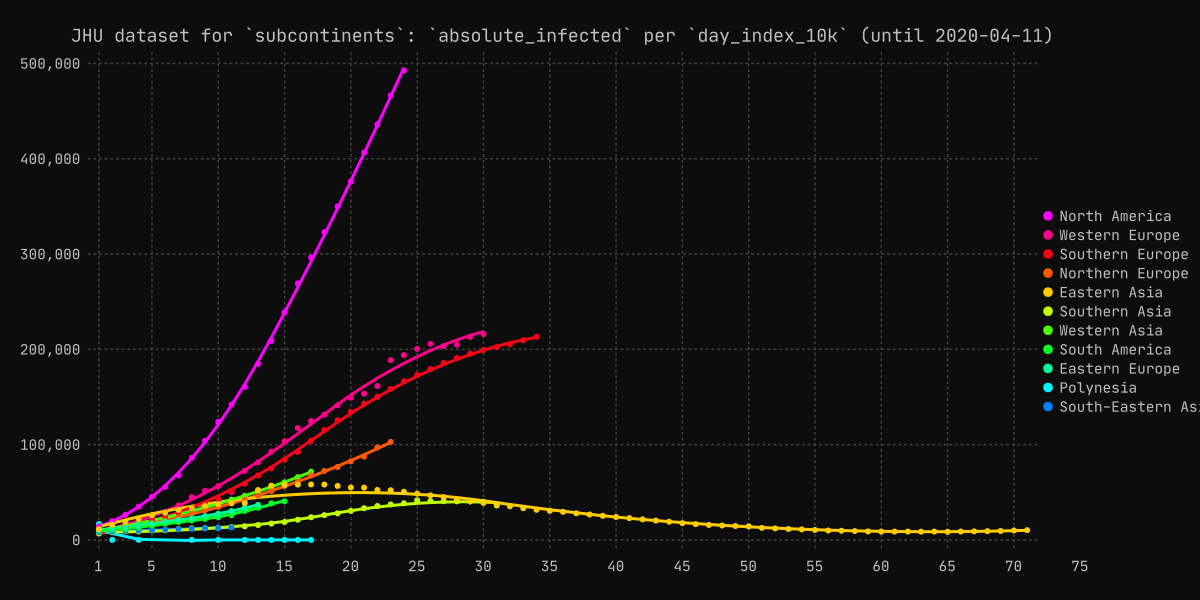 JHU dataset for `subcontinents`: `absolute_infected` per `day_index_10k` (until 2020-04-11)
500,000
400,000
300,000
200,000
100,000
0
1 5 10 15 20 25 30 35 40 45 50 55 60 65 70 75
North America
Western Europe
Southern Europe
Northern Europe
Eastern Asia
Southern Asia
Western Asia
South America
Eastern Europe
Polynesia
South-Eastern Asi